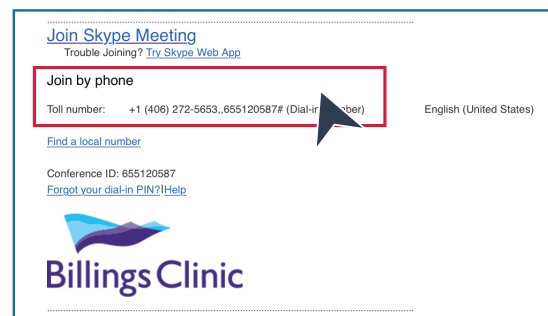 Join Skype Meeting
Trouble Joining? Try Skype Web App
Join by phone
Toll number: +1 (406) 272-5653,,655120587# (Dial-in Number) English (United States)
Find a local number
Conference ID: 655120587
Forgot your dial-in PIN?|Help
Billings Clinic